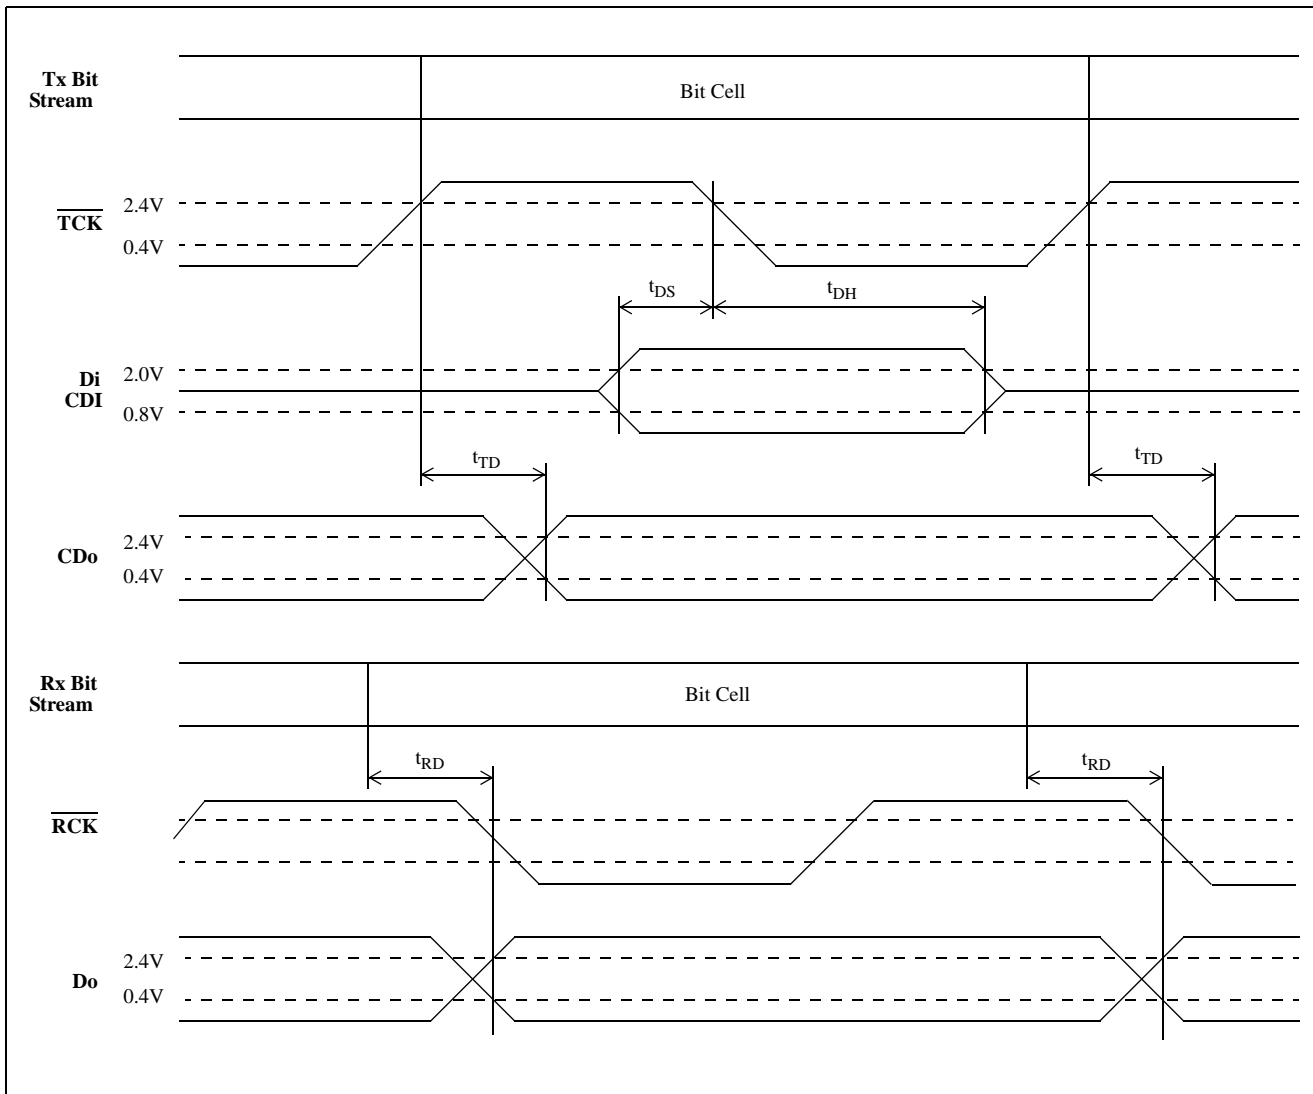 Tx Bit
Stream
Bit Cell
TCK
2.4V
0.4V
tDS
tDH
Di
CDI
2.0V
0.8V
tTD
tTD
CDo
2.4V
0.4V
Rx Bit
Stream
Bit Cell
tRD
tRD
RCK
Do
2.4V
0.4V